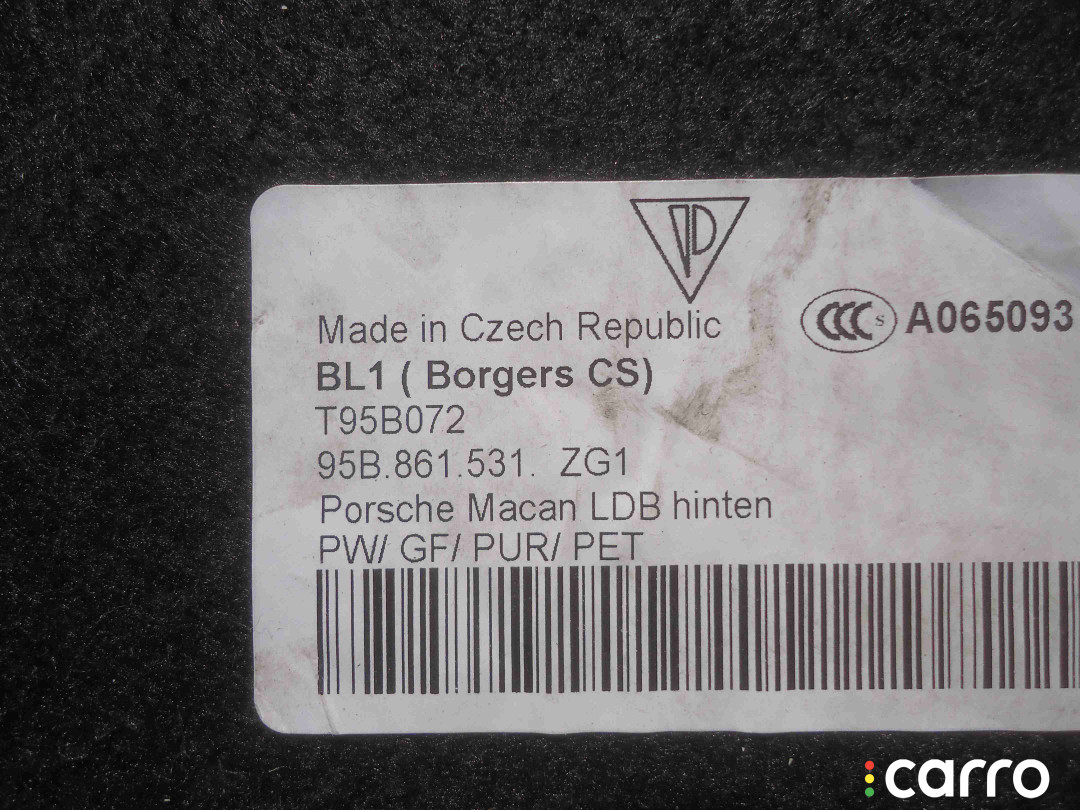 Made in Czech Republic
CCC S A065093
BL1 ( Borgers CS)
T95B072
95B.861.531. ZG1
Porsche Macan LDB hinten
PW/ GF/ PUR/ PET
carro